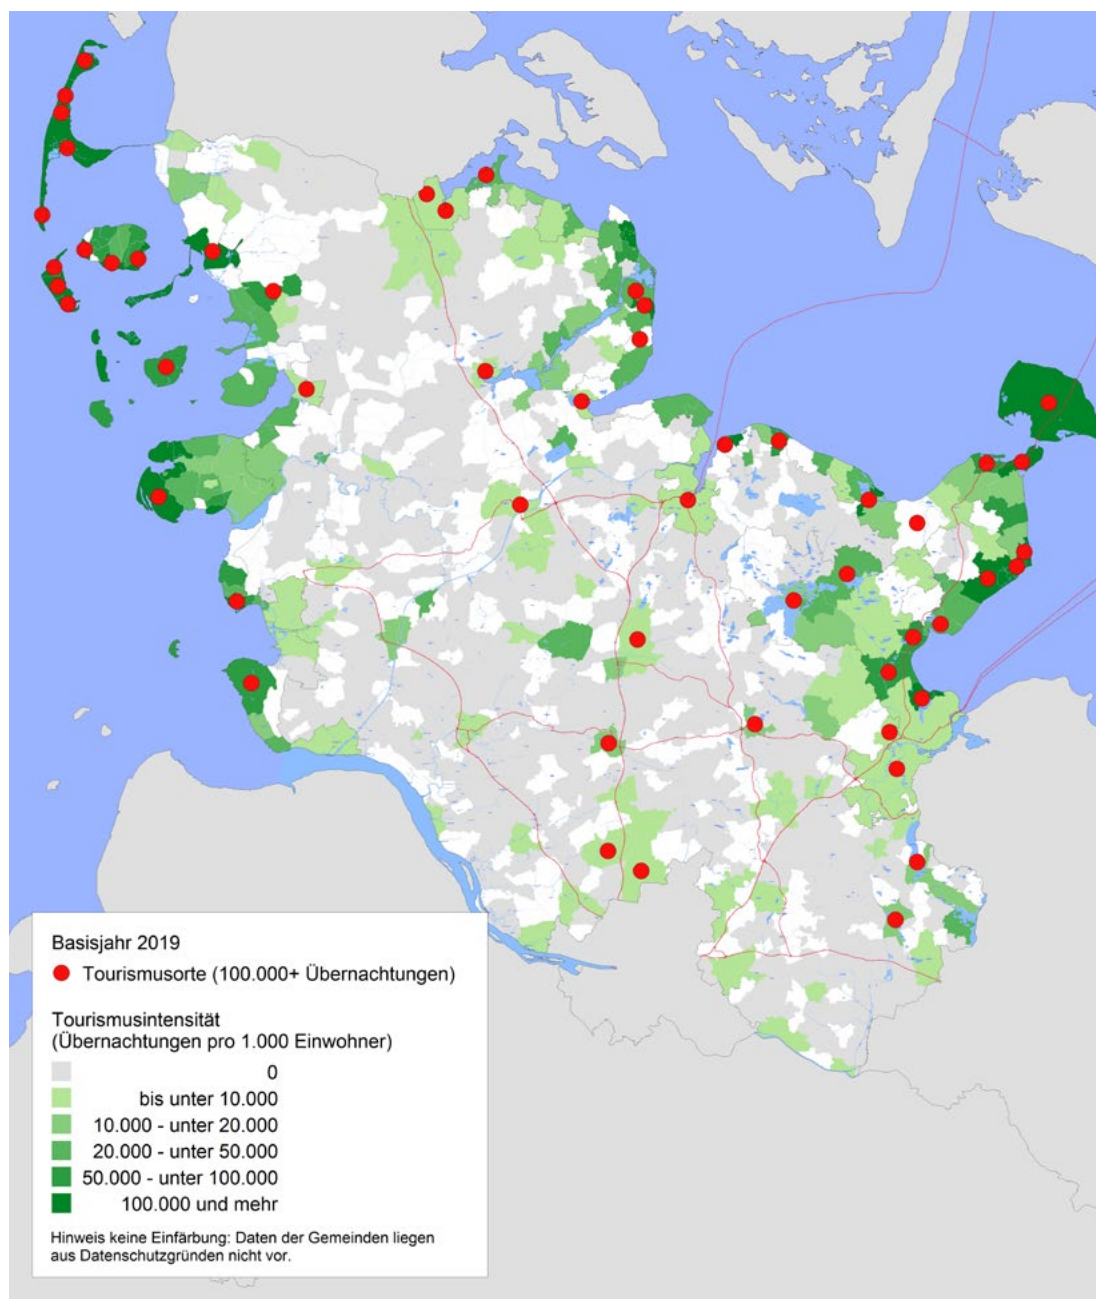 Basisjahr 2019
Tourismusorte (100.000+ Übernachtungen)
Tourismusintensität
(Übernachtungen pro 1.000 Einwohner)
0
bis unter 10.000
10.000 - unter 20.000
20.000 - unter 50.000
50.000 - unter 100.000
100.000 und mehr
Hinweis keine Einfärbung: Daten der Gemeinden liegen
aus Datenschutzgründen nicht vor.